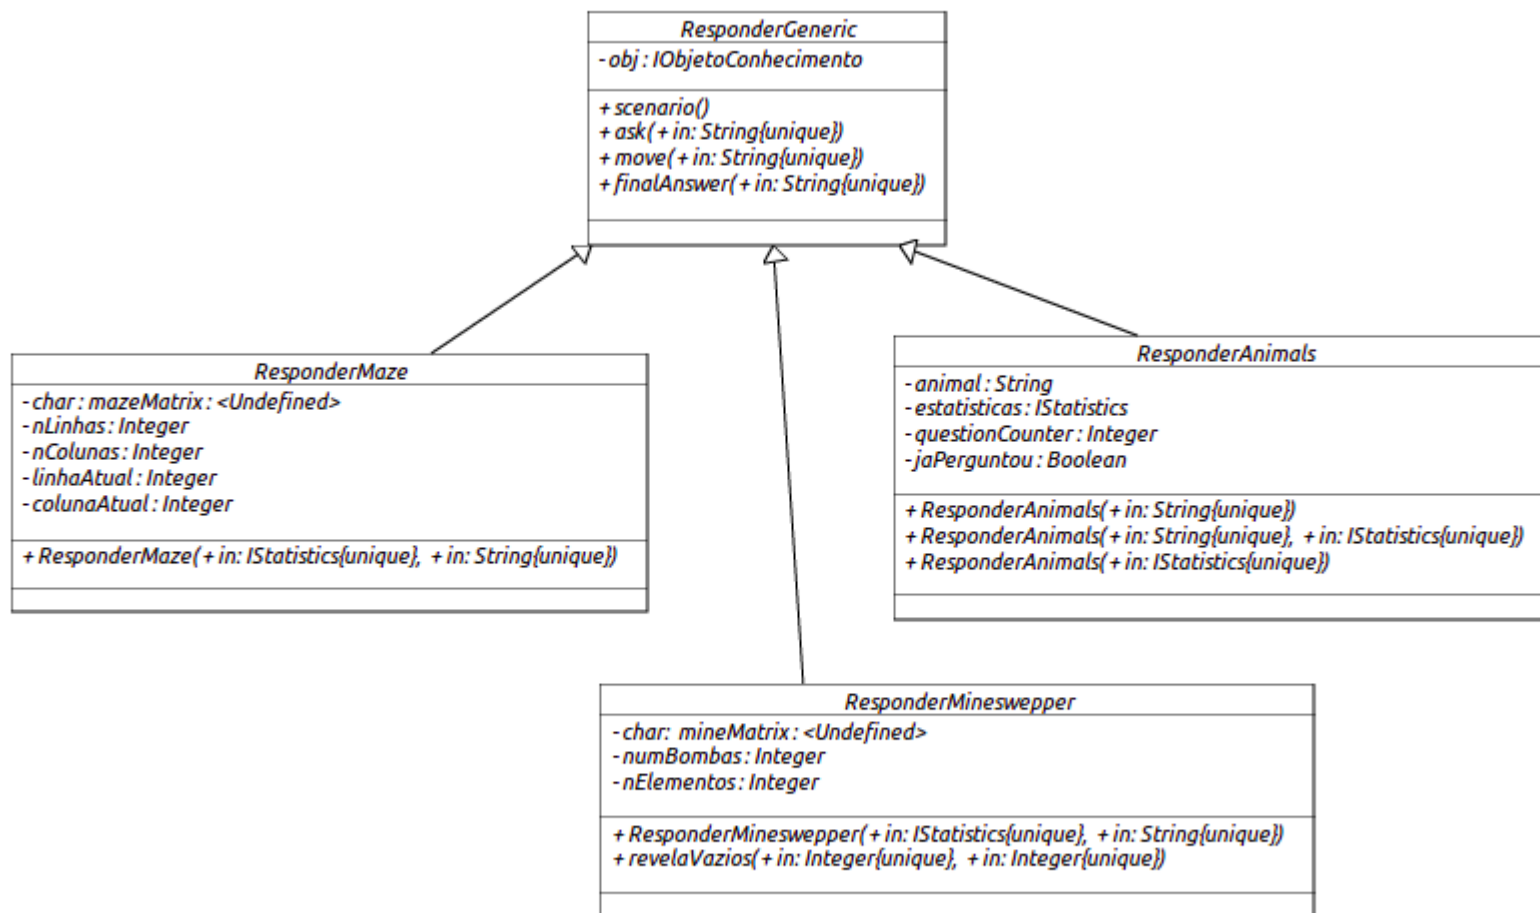 ResponderGeneric
- obj : IObjetoConhecimento
+ scenario()
+ ask( + in: String{unique})
+ move( + in: String{unique})
+ finalAnswer( + in: String{unique})
ResponderMaze
- char : mazeMatrix : <Undefined>
- nLinhas : Integer
- nColunas : Integer
- linhaAtual : Integer
- colunaAtual : Integer
+ ResponderMaze( + in: IStatistics{unique}, + in: String{unique})
ResponderAnimals
- animal : String
- estatisticas : IStatistics
- questionCounter : Integer
- jaPerguntou : Boolean
+ ResponderAnimals( + in: String{unique})
+ ResponderAnimals( + in: String{unique}, + in: IStatistics{unique})
+ ResponderAnimals( + in: IStatistics{unique})
ResponderMineswepper
- char: mineMatrix : <Undefined>
- numBombas : Integer
- nElementos : Integer
+ ResponderMineswepper( + in: IStatistics{unique}, + in: String{unique})
+ revelaVazios( + in: Integer{unique}, + in: Integer{unique})